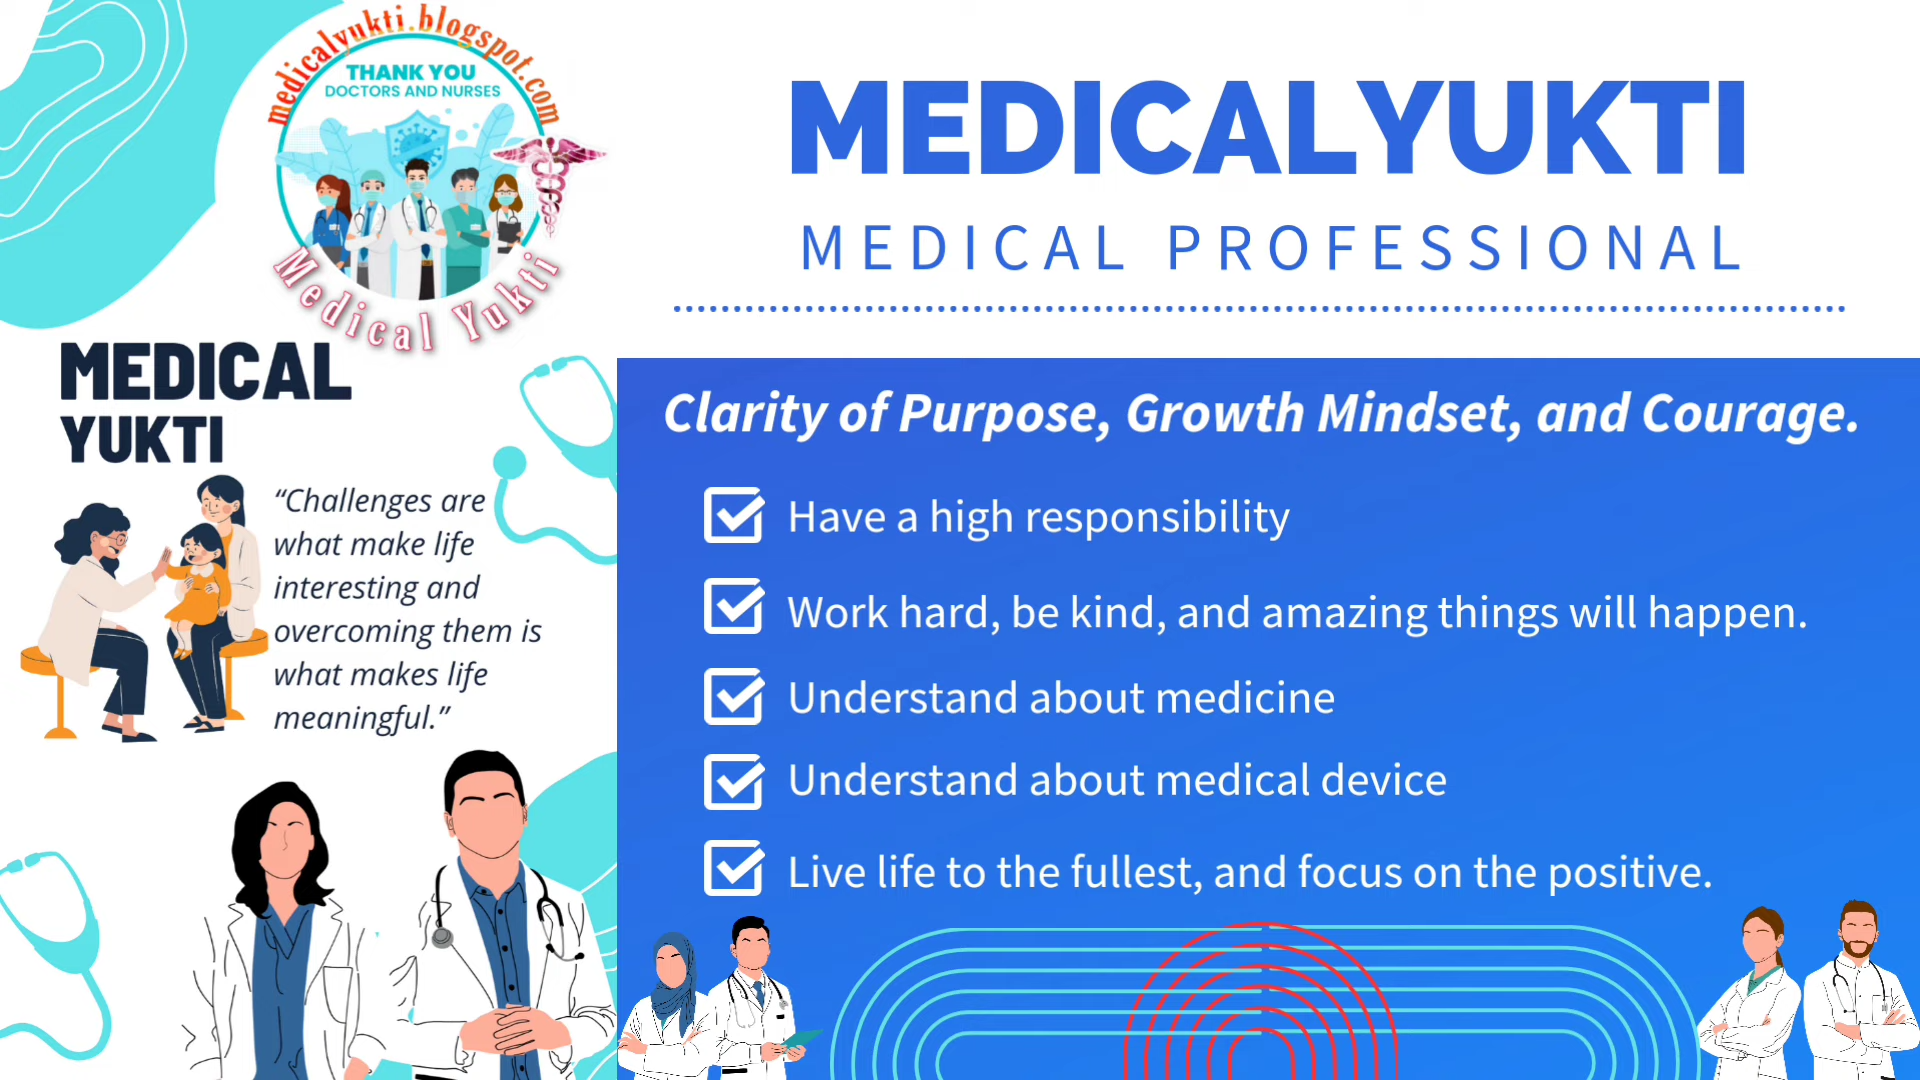 medicalyukti.blogspot.com
THANK YOU
DOCTORS AND NURSES
Medical Yukti
MEDICALYUKTI
MEDICAL PROFESSIONAL
MEDICAL
YUKTI
“Challenges are
what make life
interesting and
overcoming them is
what makes life
meaningful.”
Clarity of Purpose, Growth Mindset, and Courage.
Have a high responsibility
Work hard, be kind, and amazing things will happen.
Understand about medicine
Understand about medical device
Live life to the fullest, and focus on the positive.